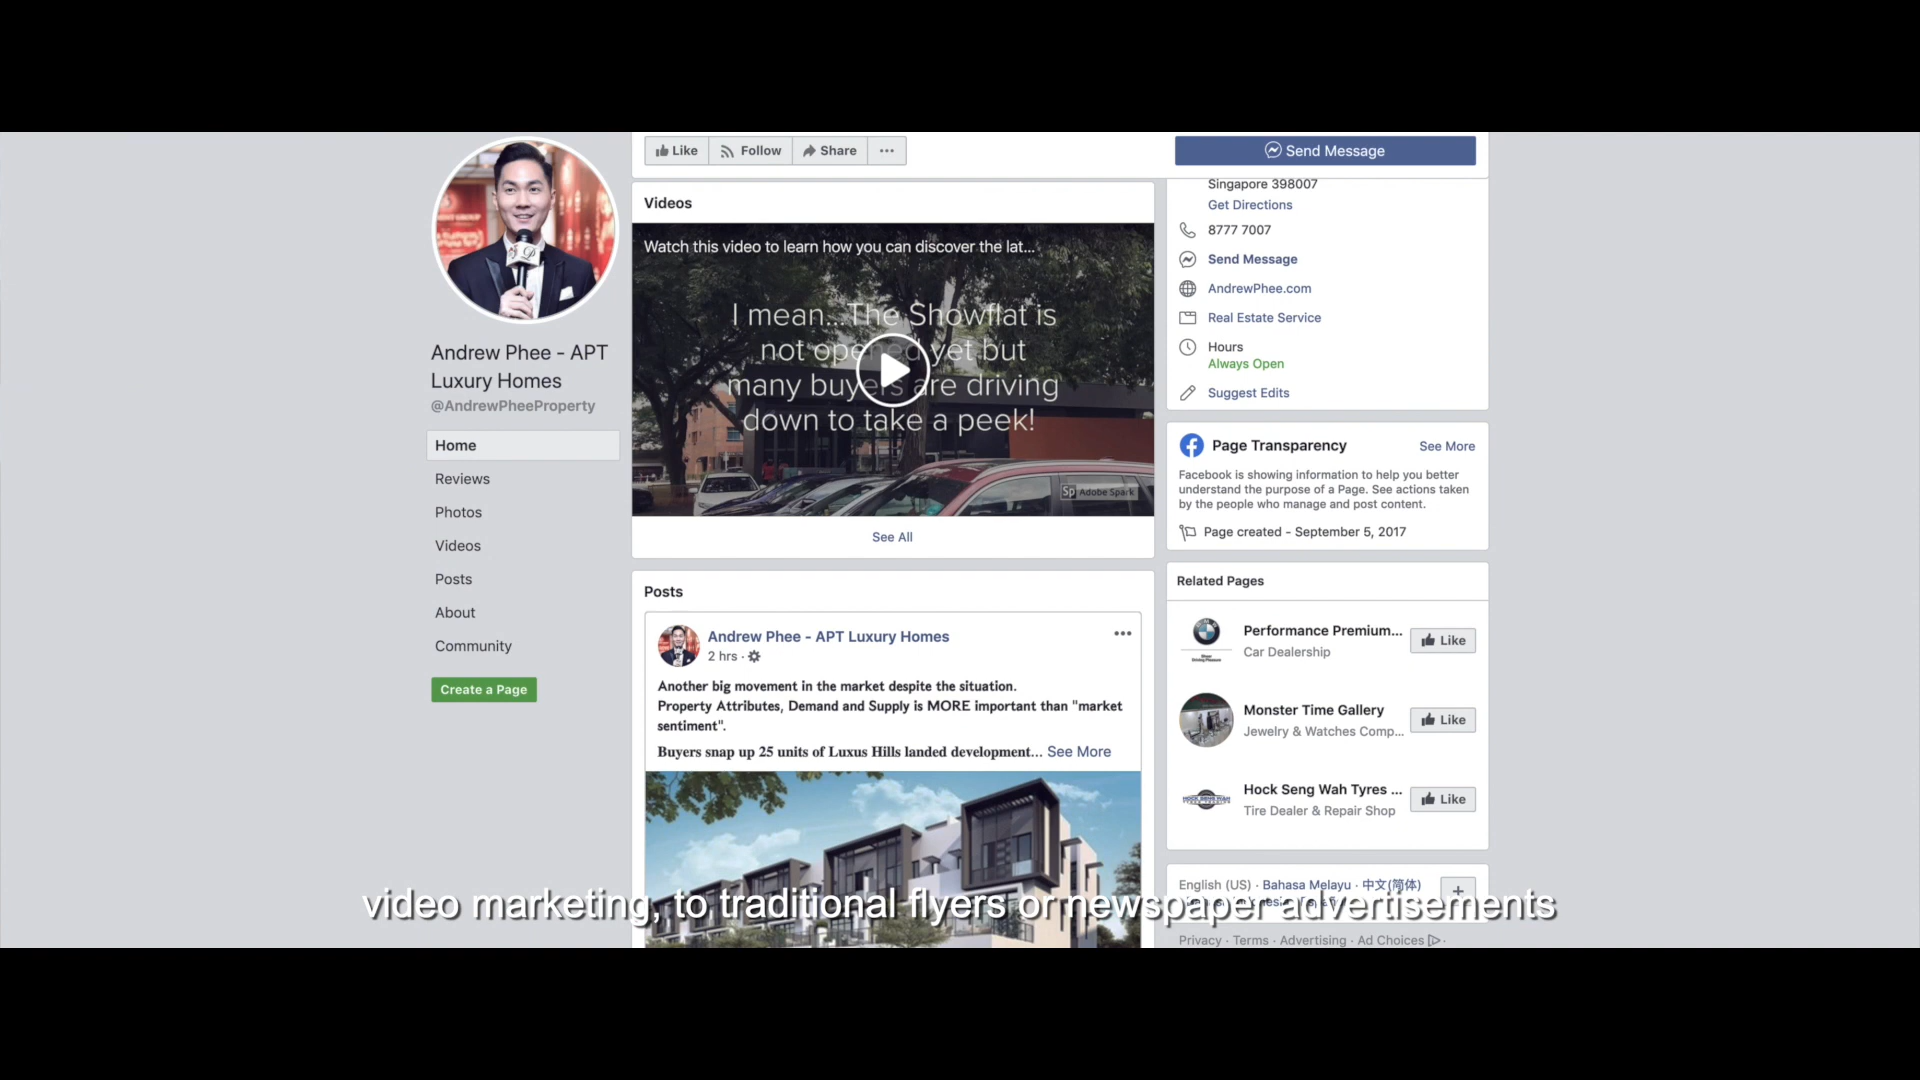 Andrew Phee - APT
Luxury Homes
@AndrewPheeProperty
Home
Reviews
Photos
Videos
Posts
About
Community
Create a Page
Like
Follow
Share
Send Message
Videos
Watch this video to learn how you can discover the lat...
I mean...The Showflat is
not opened yet but
many buyers are driving
down to take a peek!
Sp Adobe Spark
See All
Posts
Andrew Phee - APT Luxury Homes
2 hrs ·
Another big movement in the market despite the situation.
Property Attributes, Demand and Supply is MORE important than "market
sentiment".
Buyers snap up 25 units of Luxus Hills landed development... See More
Singapore 398007
Get Directions
8777 7007
Send Message
AndrewPhee.com
Real Estate Service
Hours
Always Open
Suggest Edits
Page Transparency
See More
Facebook is showing information to help you better
understand the purpose of a Page. See actions taken
by the people who manage and post content.
Page created - September 5, 2017
Related Pages
Performance Premium...
Car Dealership
Like
Monster Time Gallery
Jewelry & Watches Comp...
Like
HOCK SENG WAH
Hock Seng Wah Tyres ...
Tire Dealer & Repair Shop
Like
English (US) · Bahasa Melayu · 中文(简体)
Privacy · Terms · Advertising · Ad Choices ·
video marketing, to traditional flyers or newspaper advertisements